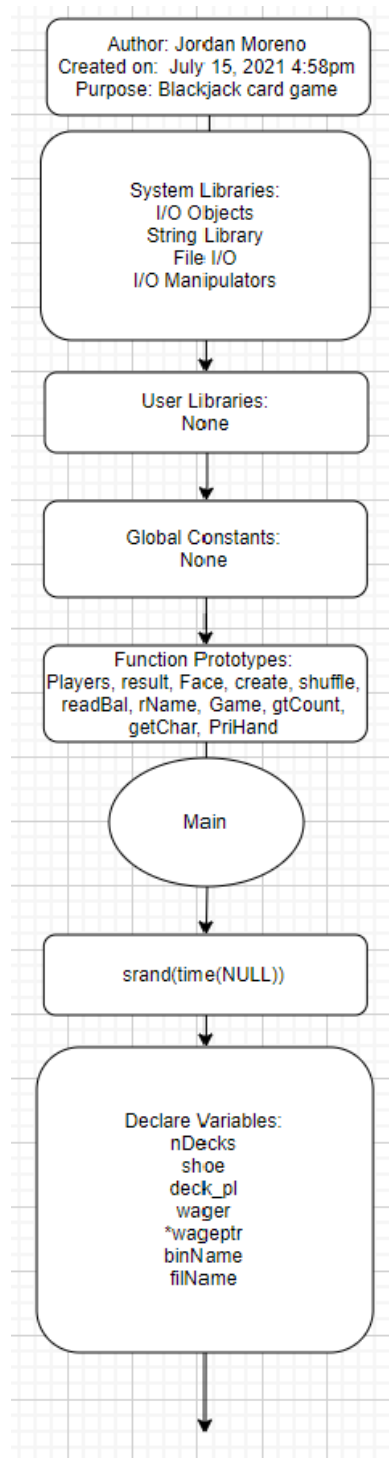 Author: Jordan Moreno
Created on: July 15, 2021 4:58pm
Purpose: Blackjack card game
System Libraries:
I/O Objects
String Library
File I/O
I/O Manipulators
User Libraries:
None
Global Constants:
None
Function Prototypes:
Players, result, Face, create, shuffle,
readBal, rName, Game, gtCount,
getChar, PriHand
Main
srand(time(NULL))
Declare Variables:
nDecks
shoe
deck_pl
wager
*wageptr
binName
filName